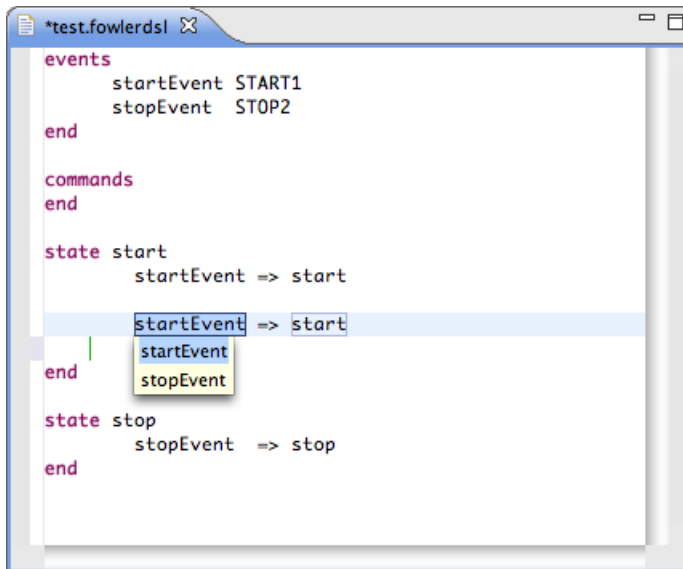 *test.fowlerdsl
events
startEvent START1
stopEvent STOP2
end
commands
end
state start
startEvent => start
startEvent => start
startEvent
stopEvent
end
state stop
stopEvent => stop
end